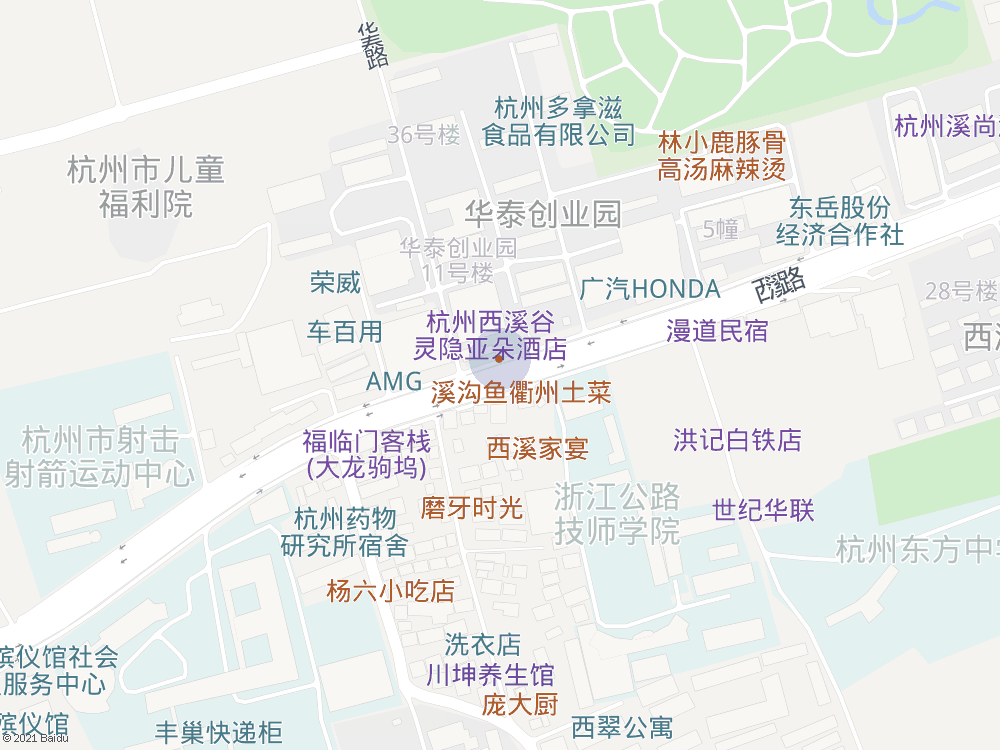 华泰路
杭州多拿滋
食品有限公司
36号楼
林小鹿豚骨
高汤麻辣烫
杭州溪尚
杭州市儿童
福利院
华泰创业园
5幢
东岳股份
经济合作社
华泰创业园
11号楼
荣威
广汽HONDA
西溪路
28号楼
车百用
杭州西溪谷
灵隐亚朵酒店
漫道民宿
西溪
AMG
溪沟鱼衢州土菜
杭州市射击
射箭运动中心
福临门客栈
(大龙驹坞)
西溪家宴
洪记白铁店
磨牙时光
浙江公路
技师学院
世纪华联
杭州药物
研究所宿舍
杭州东方中学
杨六小吃店
洗衣店
殡仪馆社会
服务中心
川坤养生馆
庞大厨
殡仪馆
丰巢快递柜
西翠公寓
© 2021 Baidu